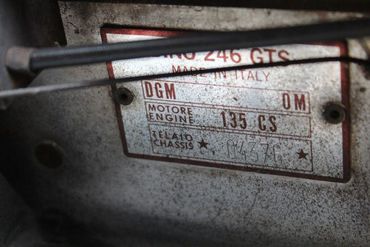 246 GTS
MADE IN ITALY
DGM OM
MOTORE
ENGINE 135 CS
TELAIO
CHASSIS